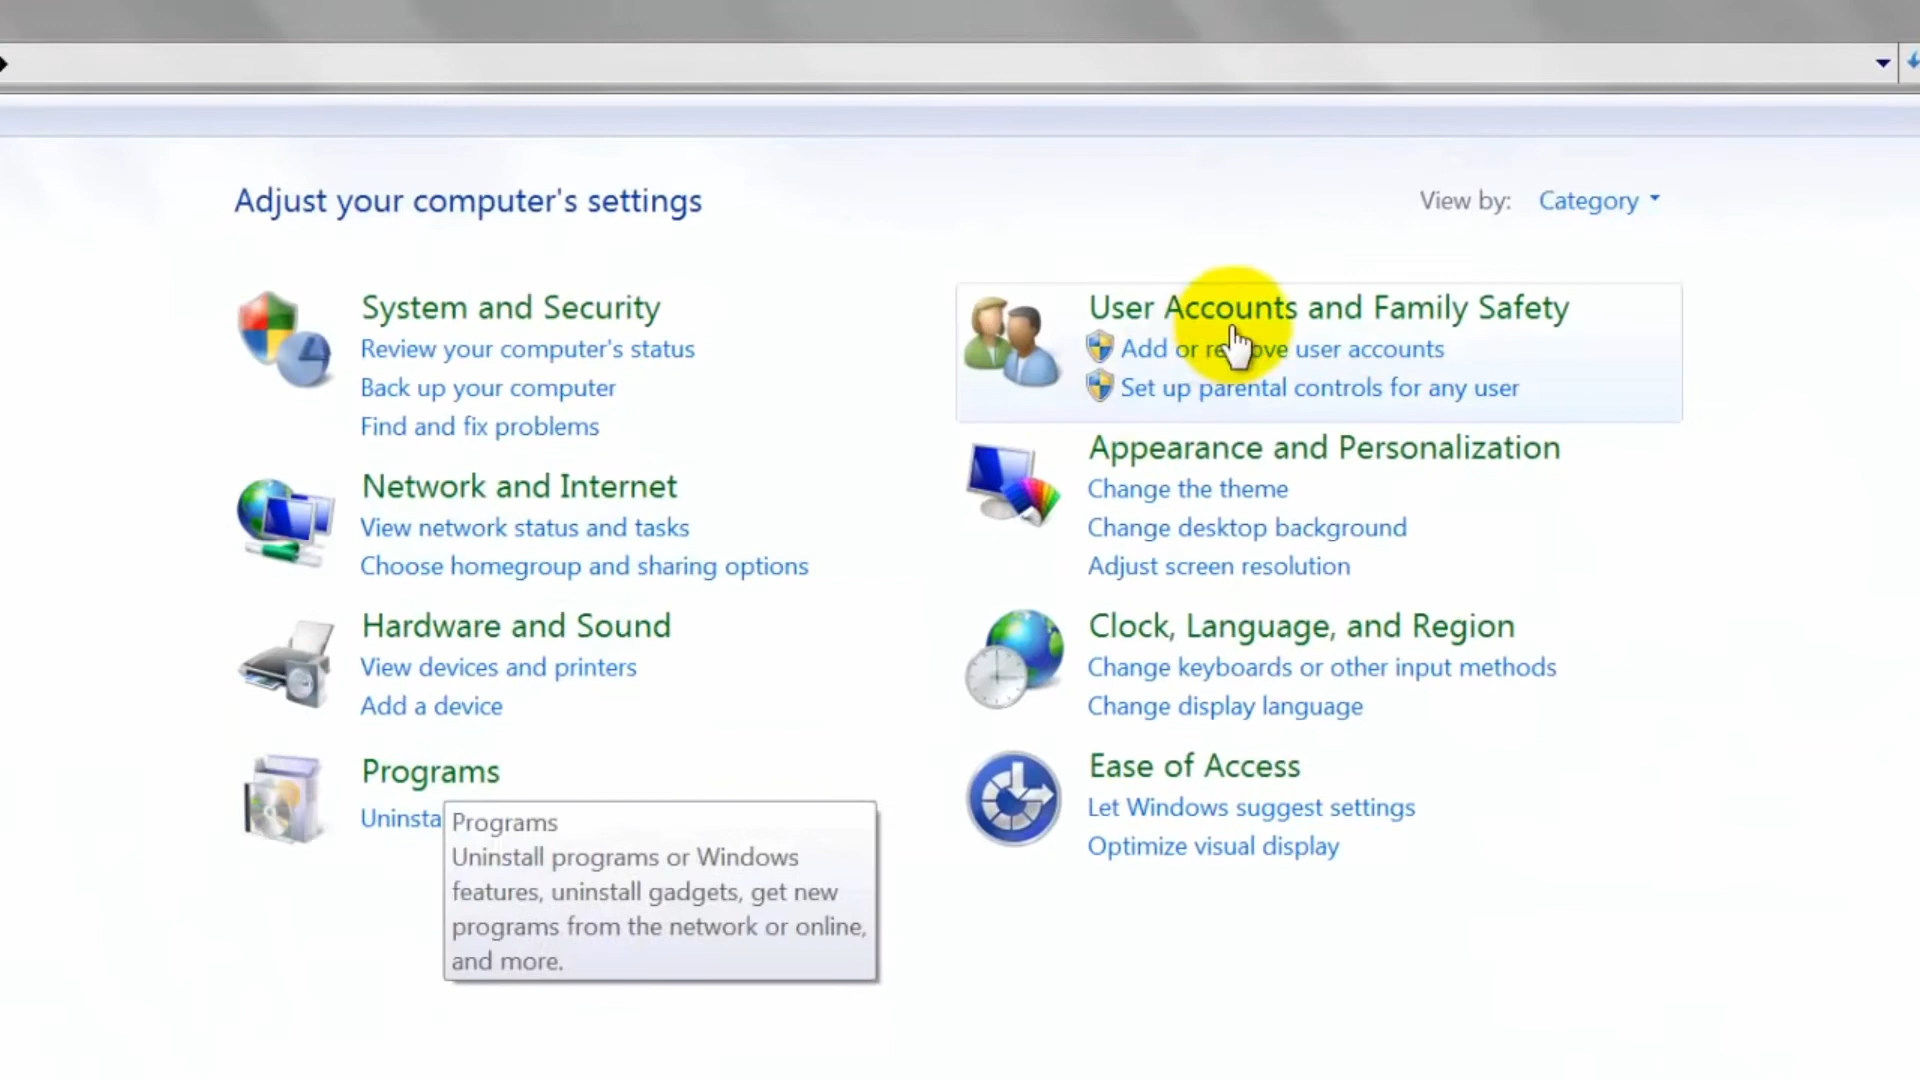 Adjust your computer's settings
View by: Category
System and Security
Review your computer's status
Back up your computer
Find and fix problems
Network and Internet
View network status and tasks
Choose homegroup and sharing options
Hardware and Sound
View devices and printers
Add a device
Programs
Programs
Uninstall programs or Windows
features, uninstall gadgets, get new
programs from the network or online,
and more.
User Accounts and Family Safety
Add or remove user accounts
Set up parental controls for any user
Appearance and Personalization
Change the theme
Change desktop background
Adjust screen resolution
Clock, Language, and Region
Change keyboards or other input methods
Change display language
Ease of Access
Let Windows suggest settings
Optimize visual display